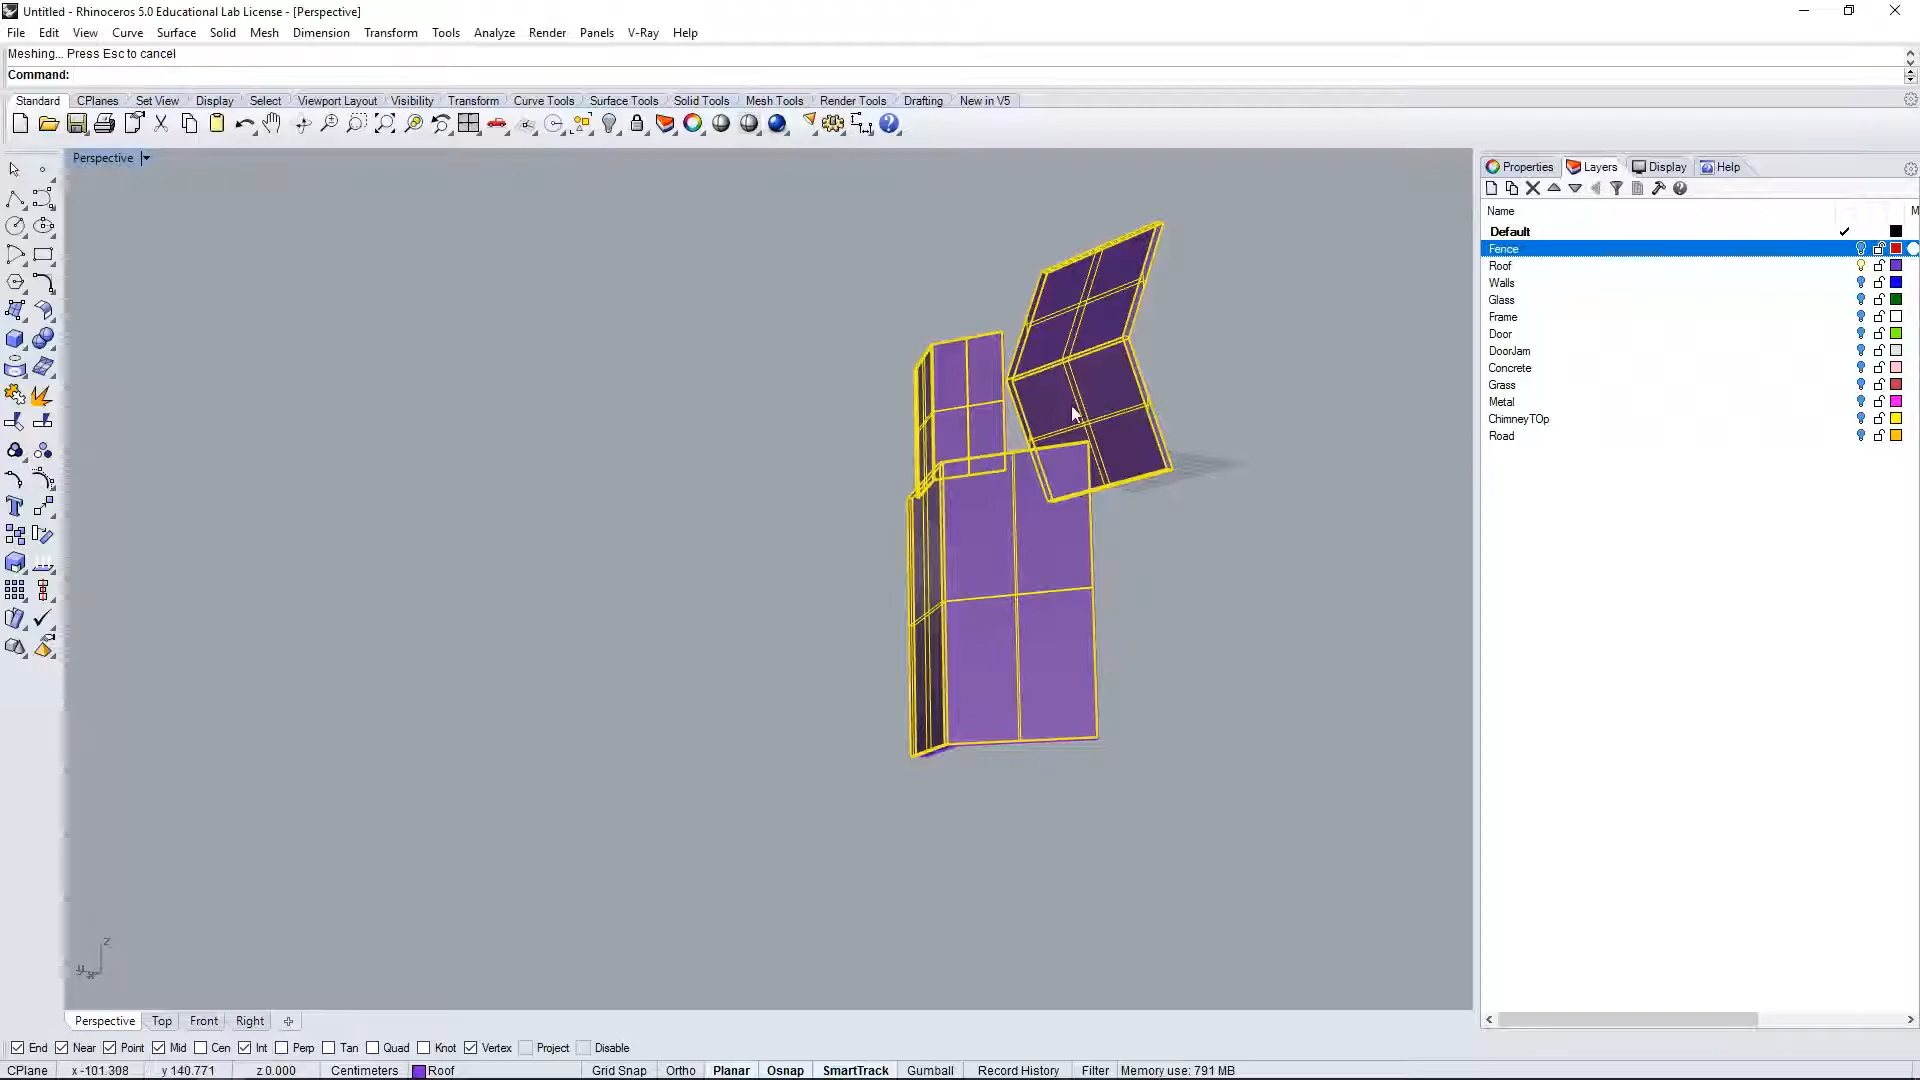 Untitled - Rhinoceros 5.0 Educational Lab License - [Perspective]
File Edit View Curve Surface Solid Mesh Dimension Transform Tools Analyze Render Panels V-Ray Help
Meshing... Press Esc to cancel
Command:
Standard CPlanes Set View Display Select Viewport Layout Visibility Transform Curve Tools Surface Tools Solid Tools Mesh Tools Render Tools Drafting New in V5
Perspective
Properties Layers Display Help
Name M
Default
Fence
Roof
Walls
Glass
Frame
Door
DoorJam
Concrete
Grass
Metal
ChimneyTOp
Road
z
y x
Perspective Top Front Right
End Near Point Mid Cen Int Perp Tan Quad Knot Vertex Project Disable
CPlane x -101.308 y 140.771 z 0.000 Centimeters Roof Grid Snap Ortho Planar Osnap SmartTrack Gumball Record History Filter Memory use: 791 MB